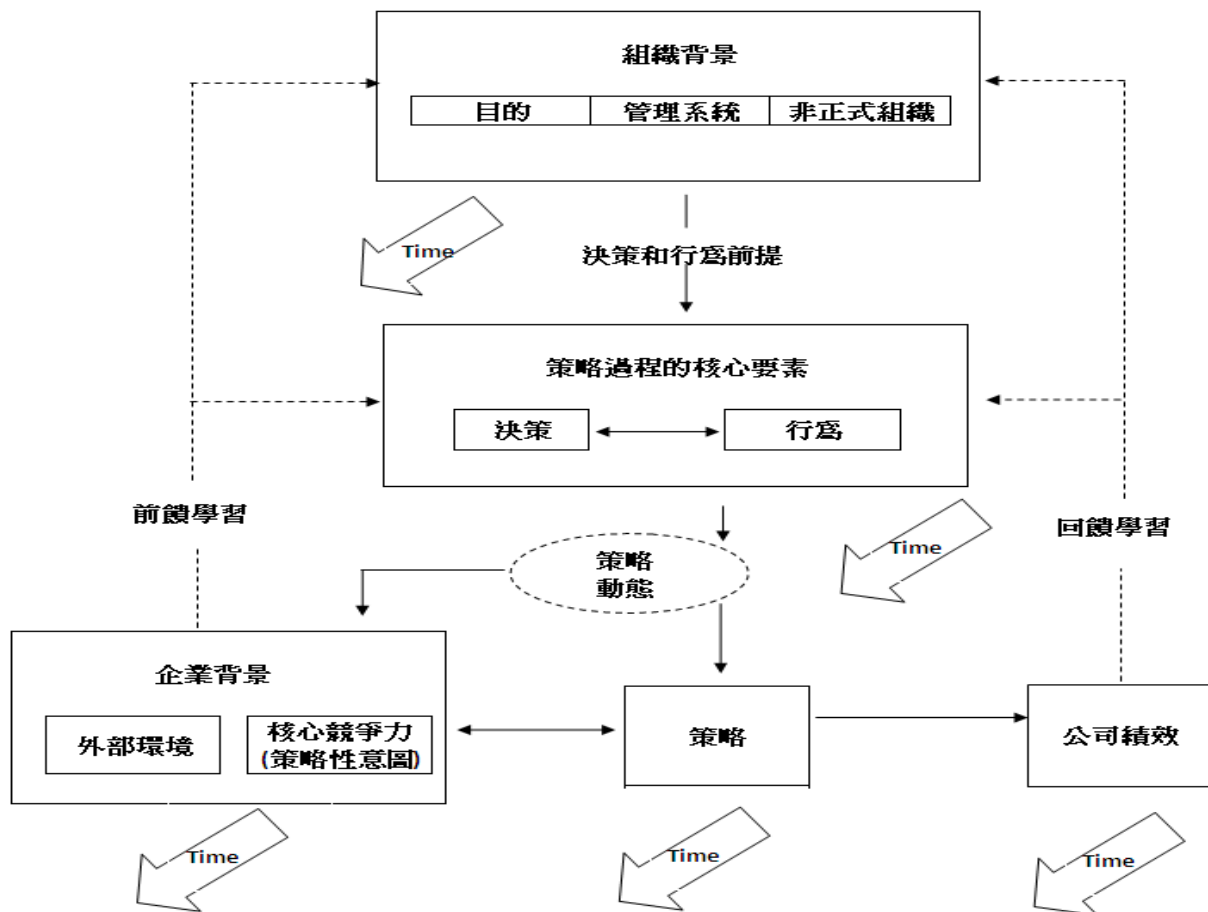 組織背景
目的
管理系統
非正式組織
Time
決策和行爲前提
策略過程的核心要素
決策
行爲
前饋學習
回饋學習
Time
策略
動態
企業背景
外部環境
核心競爭力
(策略性意圖)
策略
公司績效
Time
Time
Time